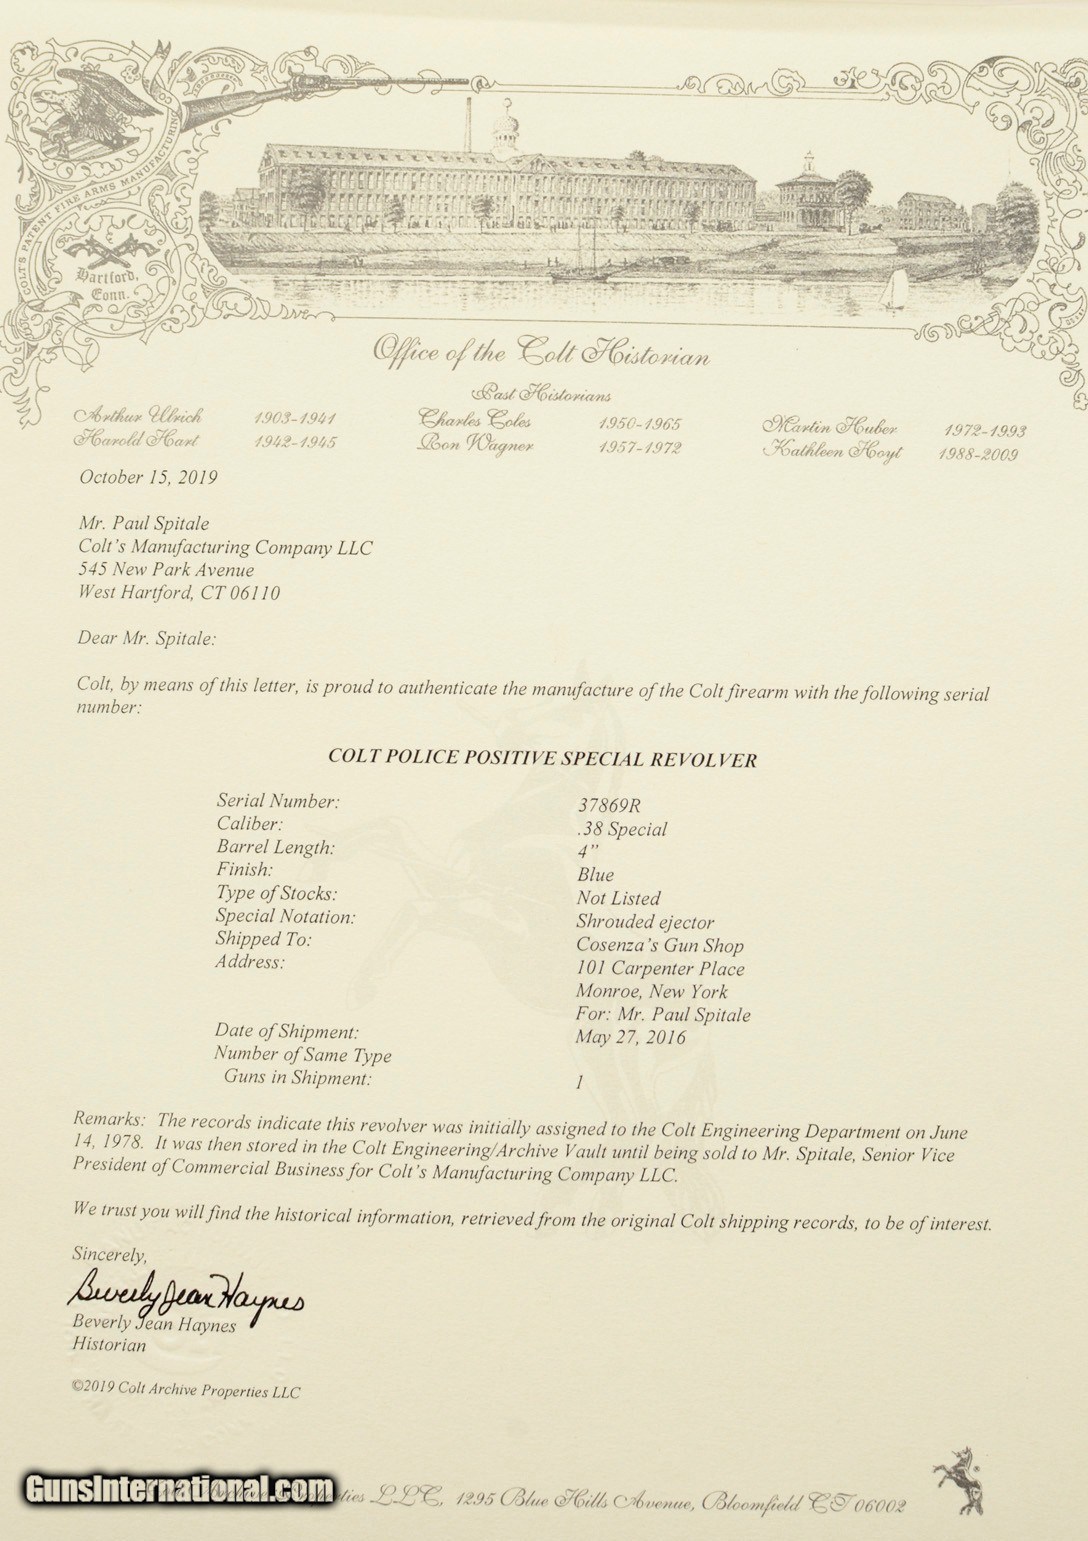 COLT'S PATENT FIRE ARMS MANUFACTURING
Hartford,
Conn.
Office of the Colt Historian
Past Historians
Arthur Ulrich 1903-1941 Charles Coles 1950-1965 Martin Huber 1972-1993
Harold Hart 1942-1945 Ron Wagner 1957-1972 Kathleen Hoyt 1988-2009
October 15, 2019
Mr. Paul Spitale
Colt's Manufacturing Company LLC
545 New Park Avenue
West Hartford, CT 06110
Dear Mr. Spitale:
Colt, by means of this letter, is proud to authenticate the manufacture of the Colt firearm with the following serial
number:
COLT POLICE POSITIVE SPECIAL REVOLVER
Serial Number: 37869R
Caliber: .38 Special
Barrel Length: 4"
Finish: Blue
Type of Stocks: Not Listed
Special Notation: Shrouded ejector
Shipped To: Cosenza's Gun Shop
Address: 101 Carpenter Place
Monroe, New York
For: Mr. Paul Spitale
Date of Shipment: May 27, 2016
Number of Same Type
Guns in Shipment: 1
Remarks: The records indicate this revolver was initially assigned to the Colt Engineering Department on June
14, 1978. It was then stored in the Colt Engineering/Archive Vault until being sold to Mr. Spitale, Senior Vice
President of Commercial Business for Colt's Manufacturing Company LLC.
We trust you will find the historical information, retrieved from the original Colt shipping records, to be of interest.
Sincerely,
Beverly Jean Haynes
Beverly Jean Haynes
Historian
©2019 Colt Archive Properties LLC
GunsInternational.com
LLC, 1295 Blue Hills Avenue, Bloomfield CT 06002